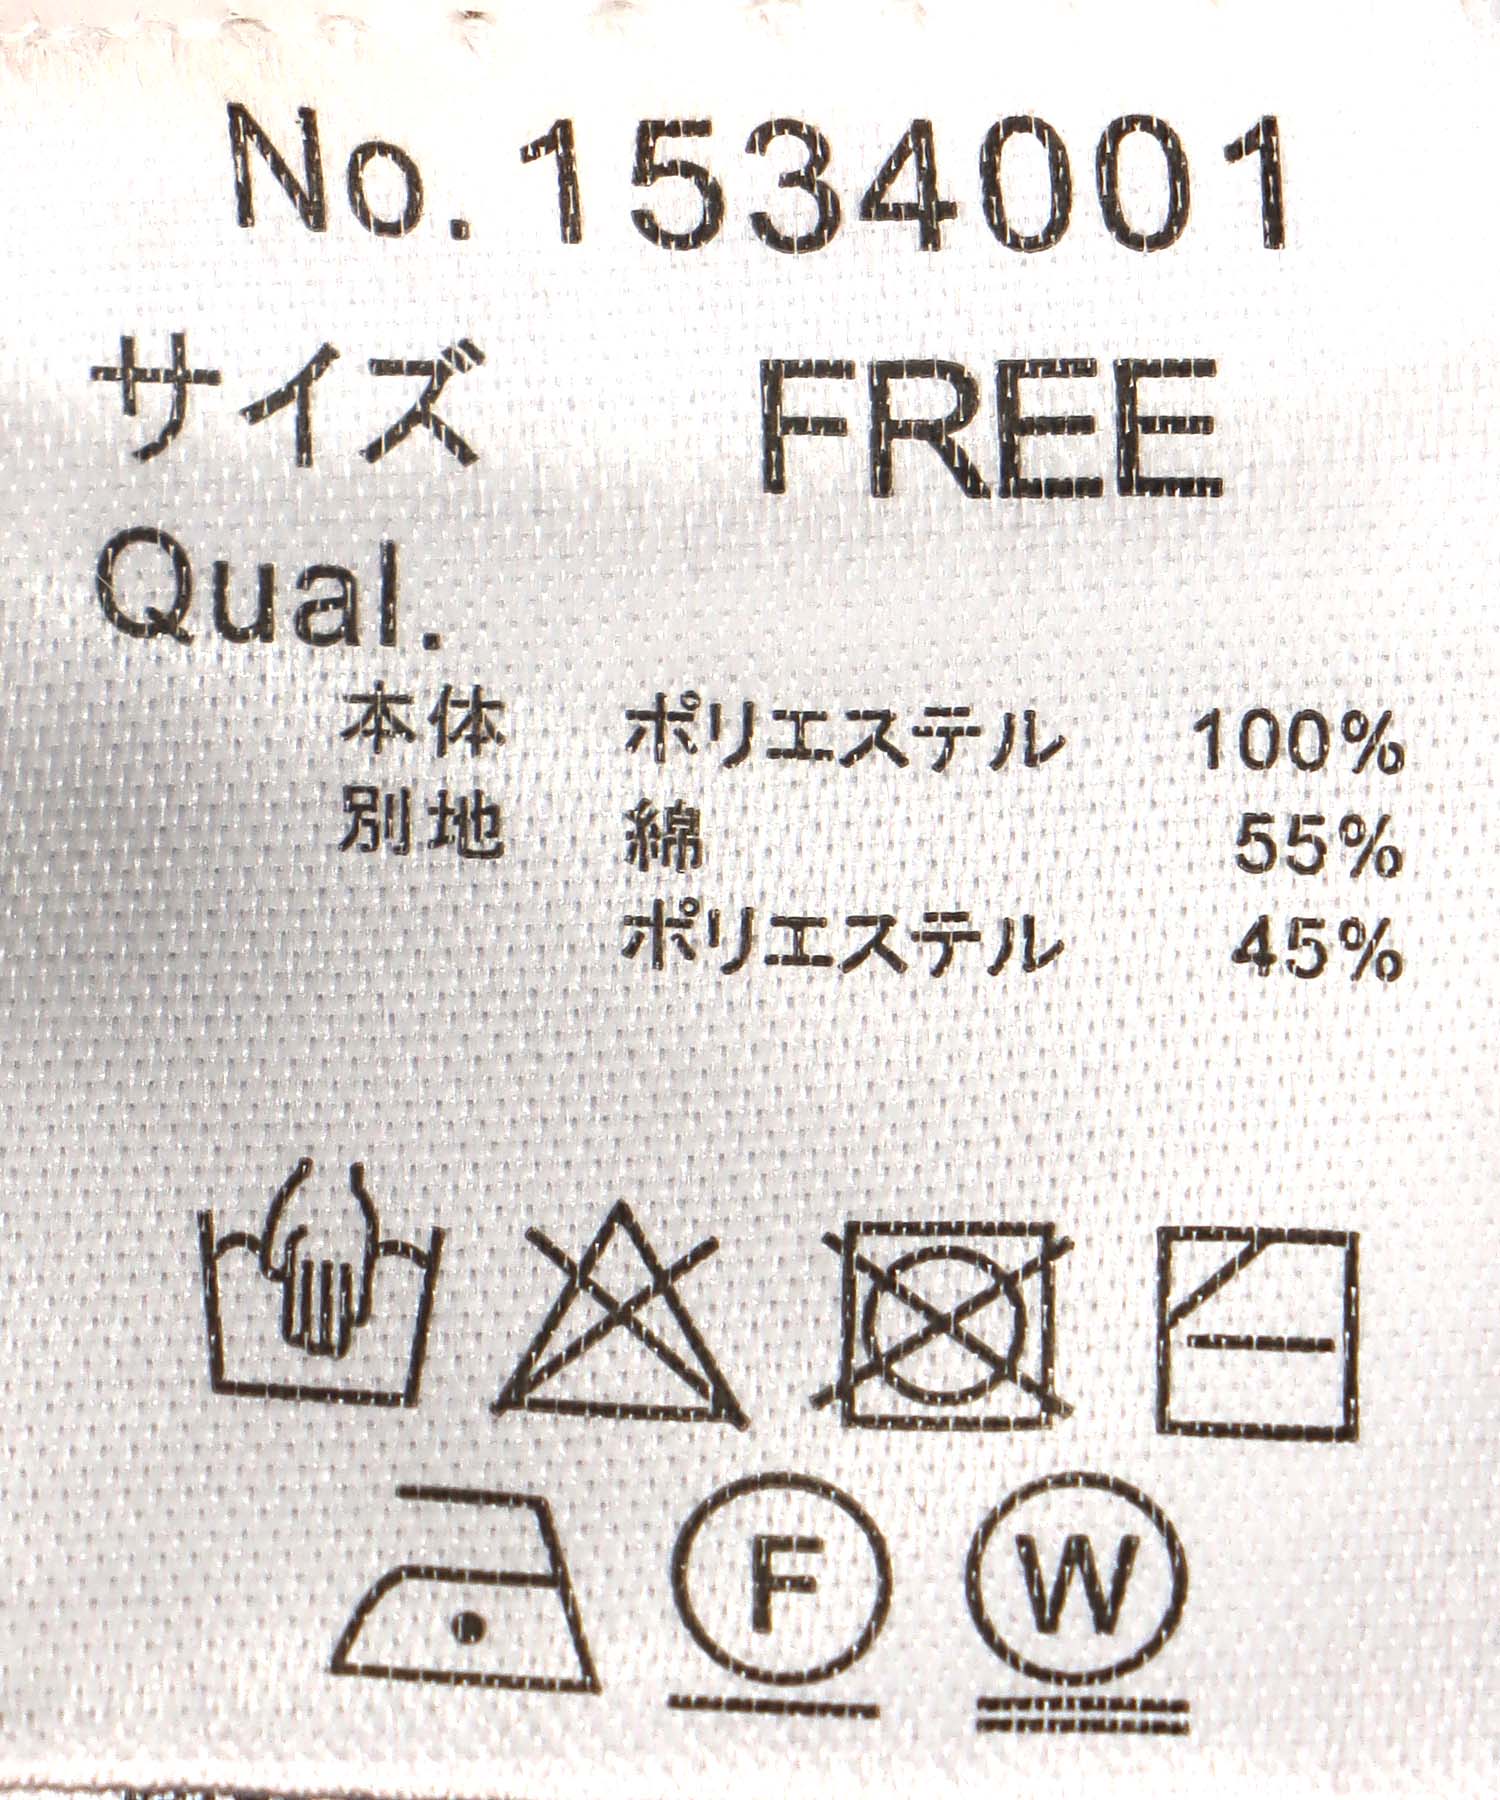 No. 1534001
サイズ FREE
Qual.
本体 ポリエステル 100%
別地 綿 55%
ポリエステル 45%
F W